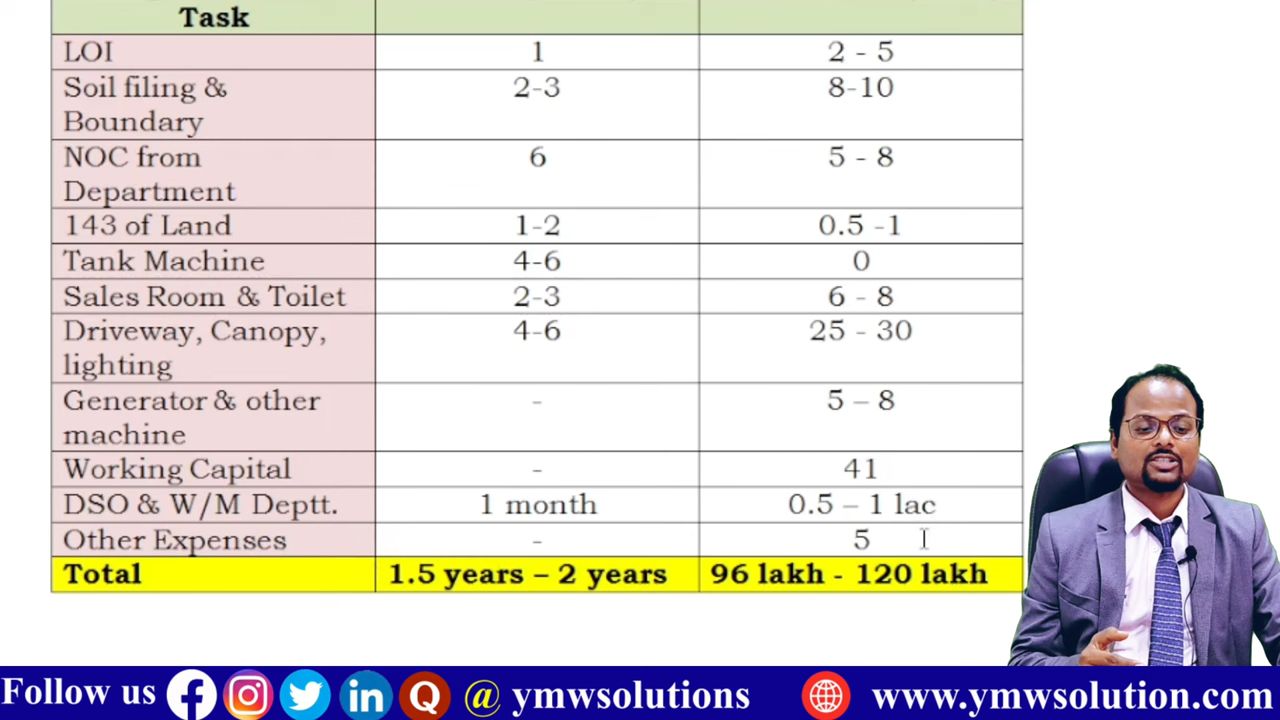 Task
LOI 1 2 - 5
Soil filing & 2-3 8-10
Boundary
NOC from 6 5 - 8
Department
143 of Land 1-2 0.5 -1
Tank Machine 4-6 0
Sales Room & Toilet 2-3 6 - 8
Driveway, Canopy, 4-6 25 - 30
lighting
Generator & other - 5 – 8
machine
Working Capital - 41
DSO & W/M Deptt. 1 month 0.5 – 1 lac
Other Expenses - 5
Total 1.5 years – 2 years 96 lakh - 120 lakh
Follow us @ ymwsolutions www.ymwsolution.com